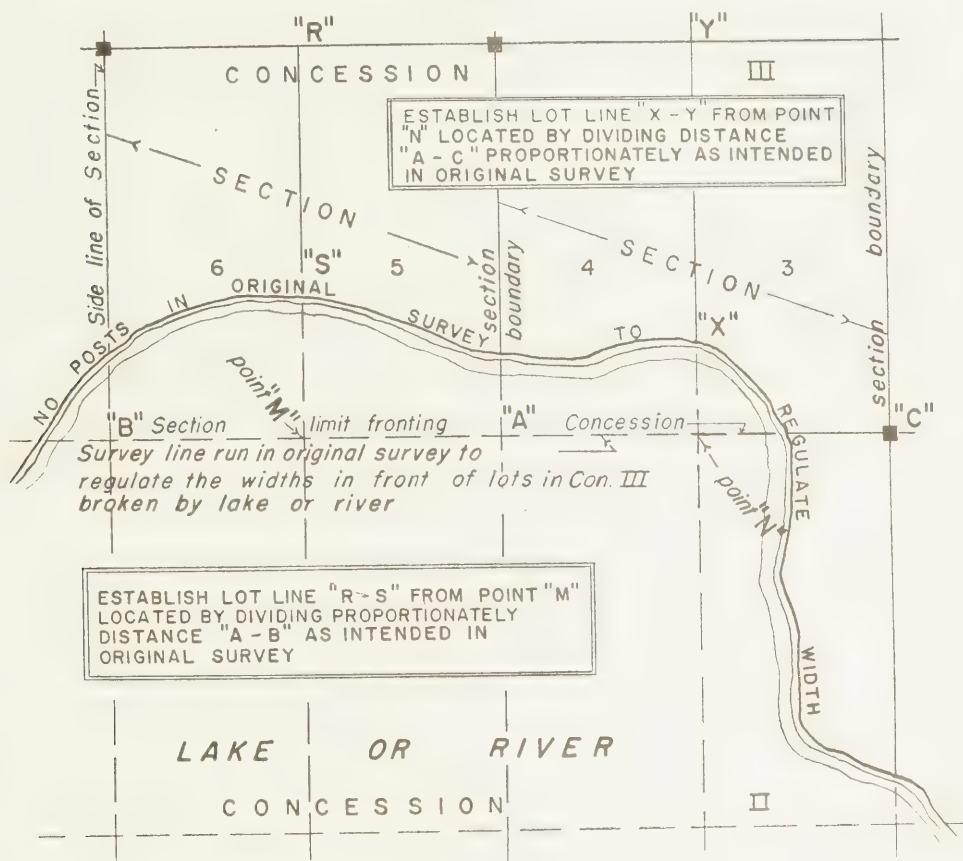 "R" "Y"
CONCESSION III
ESTABLISH LOT LINE "X-Y" FROM POINT
"N" LOCATED BY DIVIDING DISTANCE
"A-C" PROPORTIONATELY AS INTENDED
IN ORIGINAL SURVEY
Side line of Section
SECTION
section boundary
SECTION
section boundary
6 "S" 5 4 3
NO POSTS IN ORIGINAL SURVEY TO REGULATE WIDTH
"X"
point "M"
"B" Section limit fronting "A" Concession "C"
Survey line run in original survey to
regulate the widths in front of lots in Con. III
broken by lake or river
point "N"
ESTABLISH LOT LINE "R-S" FROM POINT "M"
LOCATED BY DIVIDING PROPORTIONATELY
DISTANCE "A-B" AS INTENDED IN
ORIGINAL SURVEY
LAKE OR RIVER
CONCESSION II